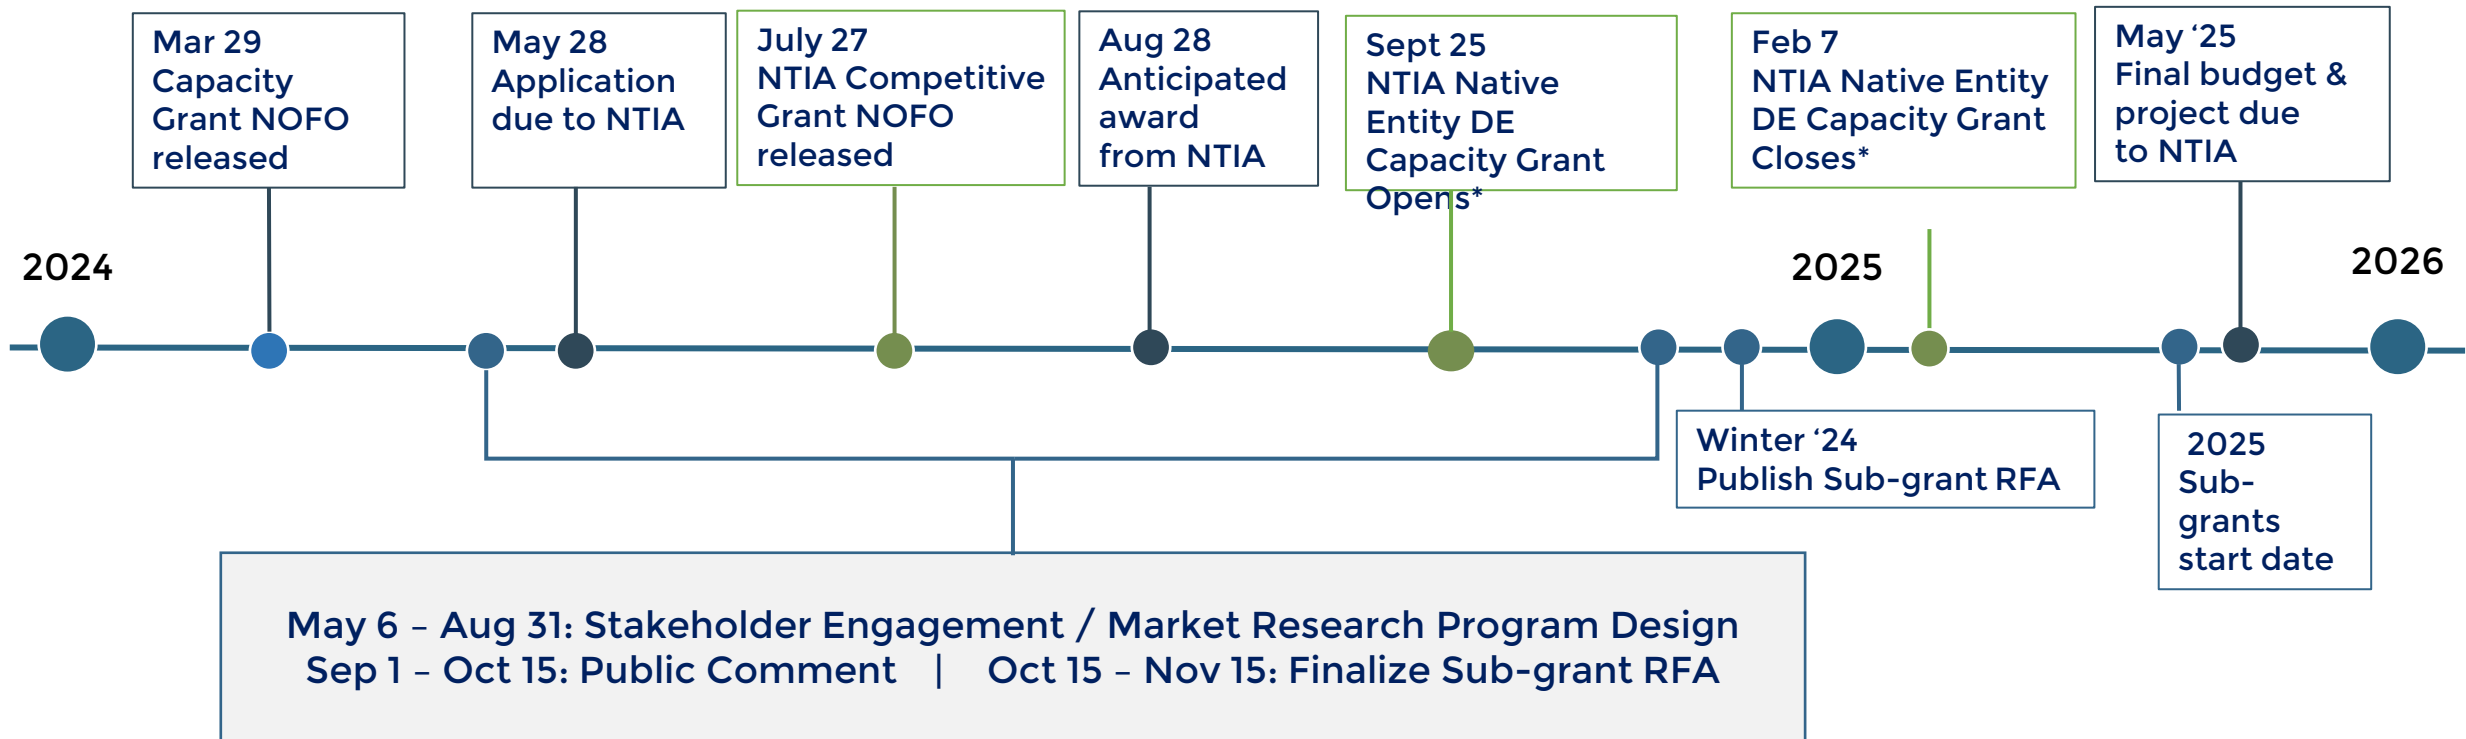 Mar 29
Capacity
Grant NOFO
released
May 28
Application
due to NTIA
July 27
NTIA Competitive
Grant NOFO
released
Aug 28
Anticipated
award
from NTIA
Sept 25
NTIA Native
Entity DE
Capacity Grant
Opens*
Feb 7
NTIA Native Entity
DE Capacity Grant
Closes*
May ‘25
Final budget &
project due
to NTIA
2024
2025
2026
Winter ‘24
Publish Sub-grant RFA
2025
Sub-
grants
start date
May 6 – Aug 31: Stakeholder Engagement / Market Research Program Design
Sep 1 – Oct 15: Public Comment | Oct 15 – Nov 15: Finalize Sub-grant RFA